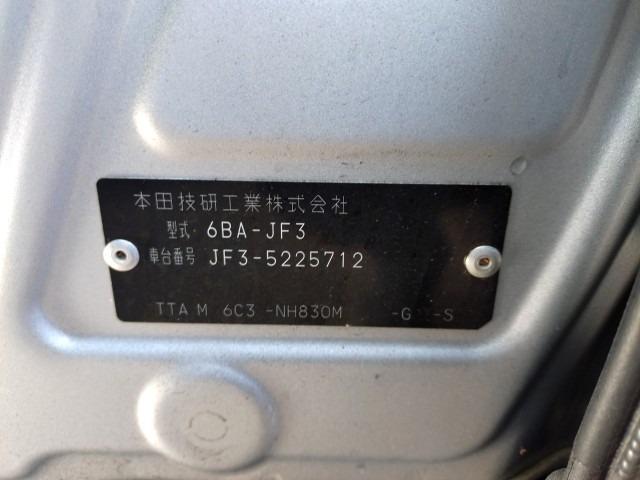 本田技研工業株式会社
型式 6BA-JF3
車台番号 JF3-5225712
TTA M 6C3 -NH830M -G -S